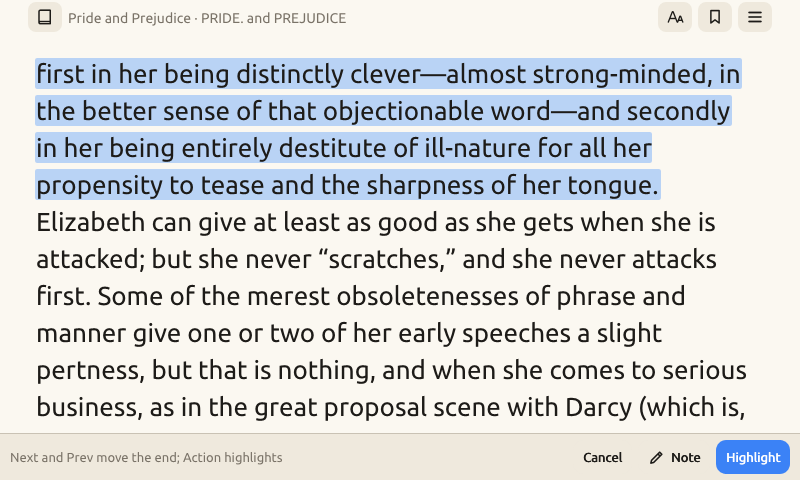 Pride and Prejudice · PRIDE. and PREJUDICE
AA
first in her being distinctly clever—almost strong-minded, in
the better sense of that objectionable word—and secondly
in her being entirely destitute of ill-nature for all her
propensity to tease and the sharpness of her tongue.
Elizabeth can give at least as good as she gets when she is
attacked; but she never “scratches,” and she never attacks
first. Some of the merest obsoletenesses of phrase and
manner give one or two of her early speeches a slight
pertness, but that is nothing, and when she comes to serious
business, as in the great proposal scene with Darcy (which is,
Next and Prev move the end; Action highlights
Cancel
Note
Highlight